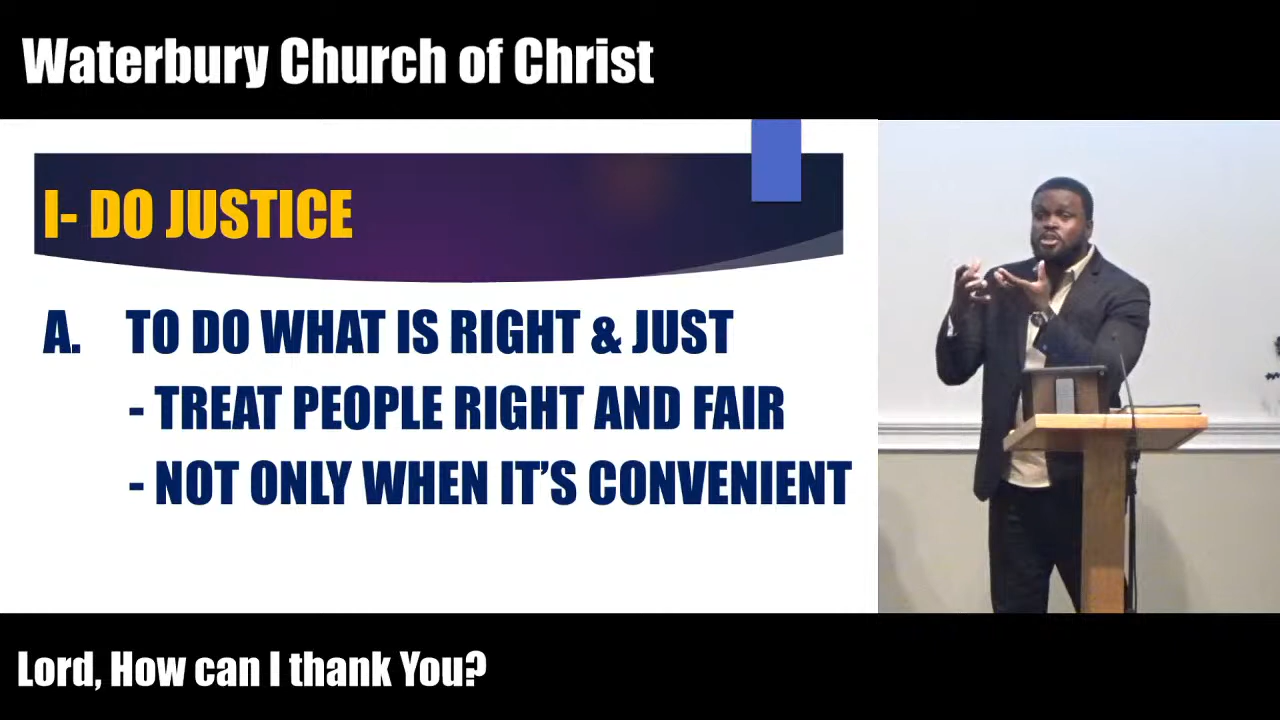 Waterbury Church of Christ
I- DO JUSTICE
A. TO DO WHAT IS RIGHT & JUST
- TREAT PEOPLE RIGHT AND FAIR
- NOT ONLY WHEN IT’S CONVENIENT
Lord, How can I thank You?